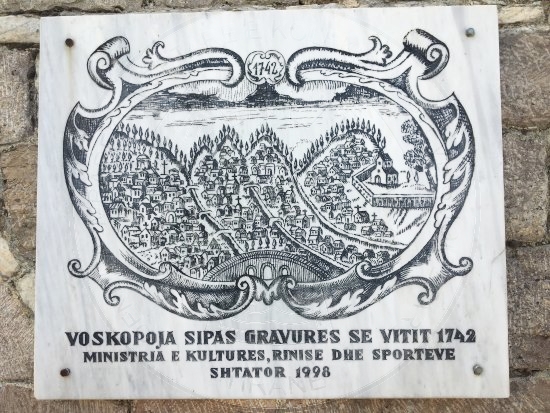 1742
VOSKOPOJA SIPAS GRAVURES SE VITIT 1742
MINISTRIA E KULTURES, RINISE DHE SPORTEVE
SHTATOR 1998